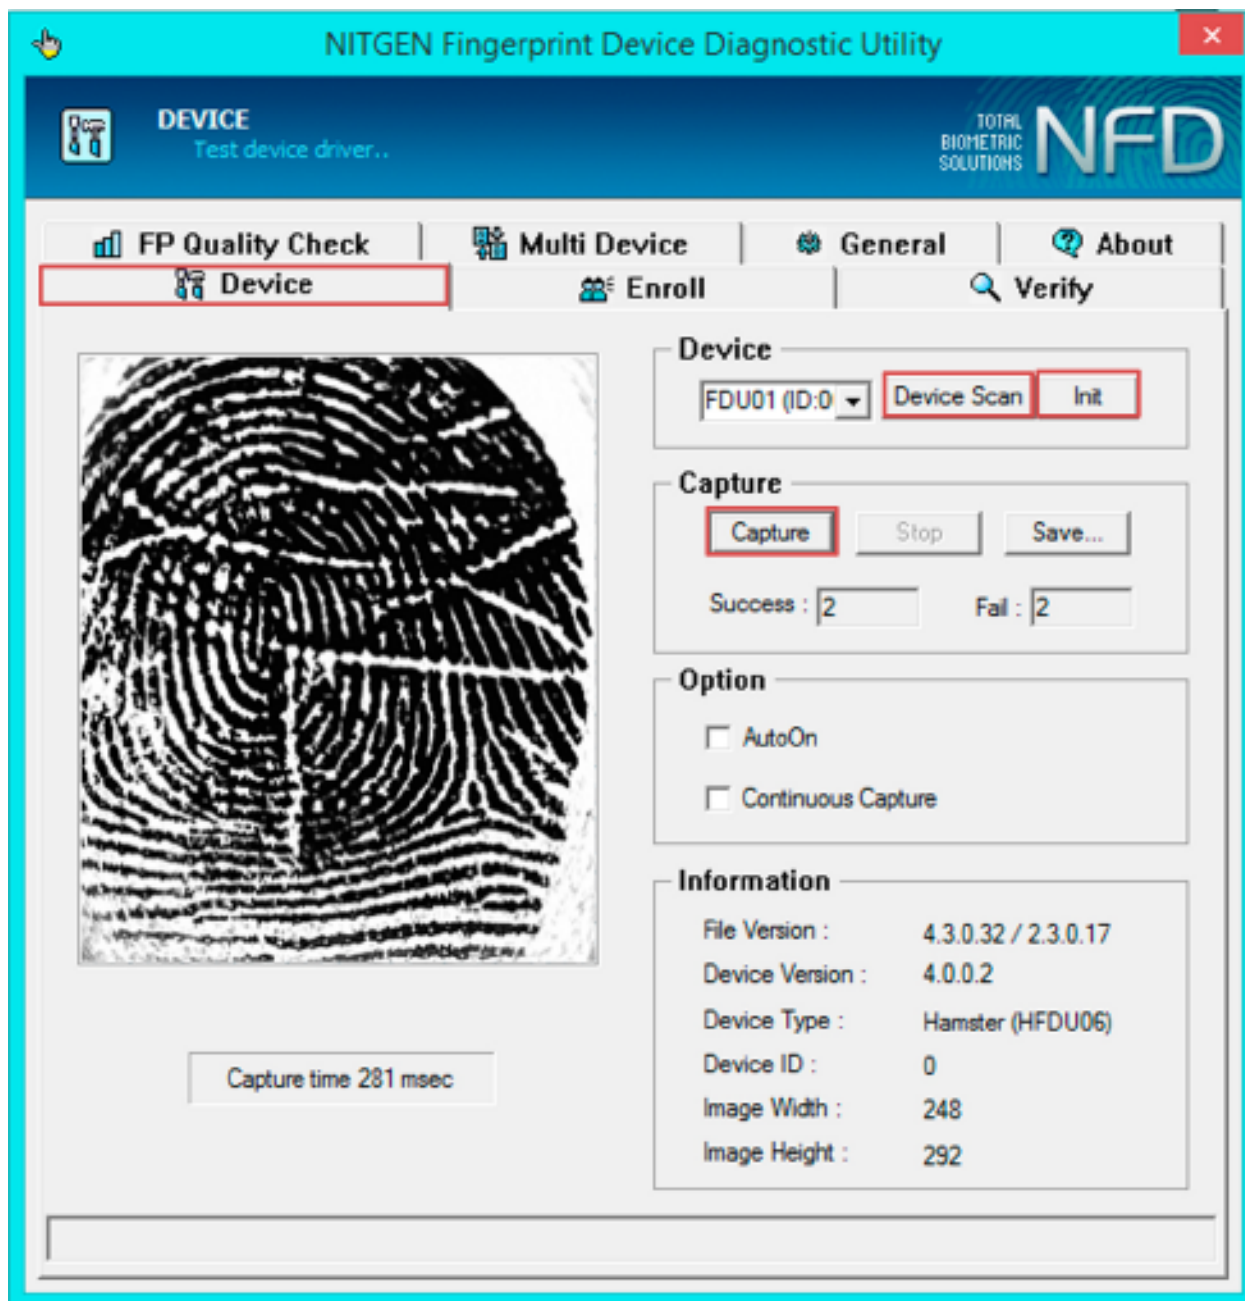 NITGEN Fingerprint Device Diagnostic Utility
DEVICE
Test device driver..
TOTAL
BIOMETRIC
SOLUTIONS
NFD
FP Quality Check
Multi Device
General
About
Device
Enroll
Verify
Device
FDU01 (ID:0
Device Scan
Init
Capture
Capture
Stop
Save...
Success : 2
Fail : 2
Option
AutoOn
Continuous Capture
Information
File Version : 4.3.0.32 / 2.3.0.17
Device Version : 4.0.0.2
Device Type : Hamster (HFDU06)
Device ID : 0
Image Width : 248
Image Height : 292
Capture time 281 msec